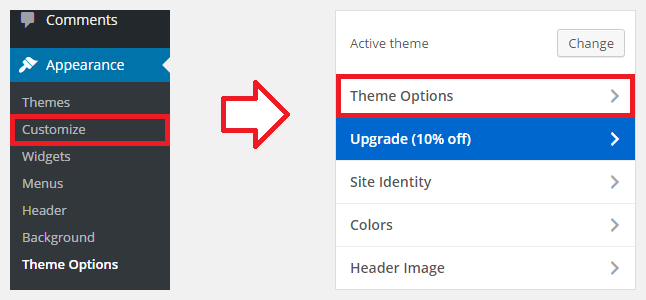 Comments
Appearance
Themes
Customize
Widgets
Menus
Header
Background
Theme Options
Active theme
Change
Theme Options
Upgrade (10% off)
Site Identity
Colors
Header Image